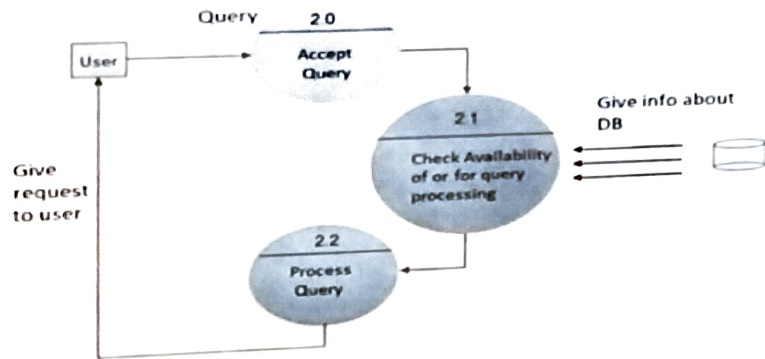 Query
2.0
Accept
Query
User
2.1
Check Availability
of or for query
processing
Give info about
DB
Give
request
to user
2.2
Process
Query